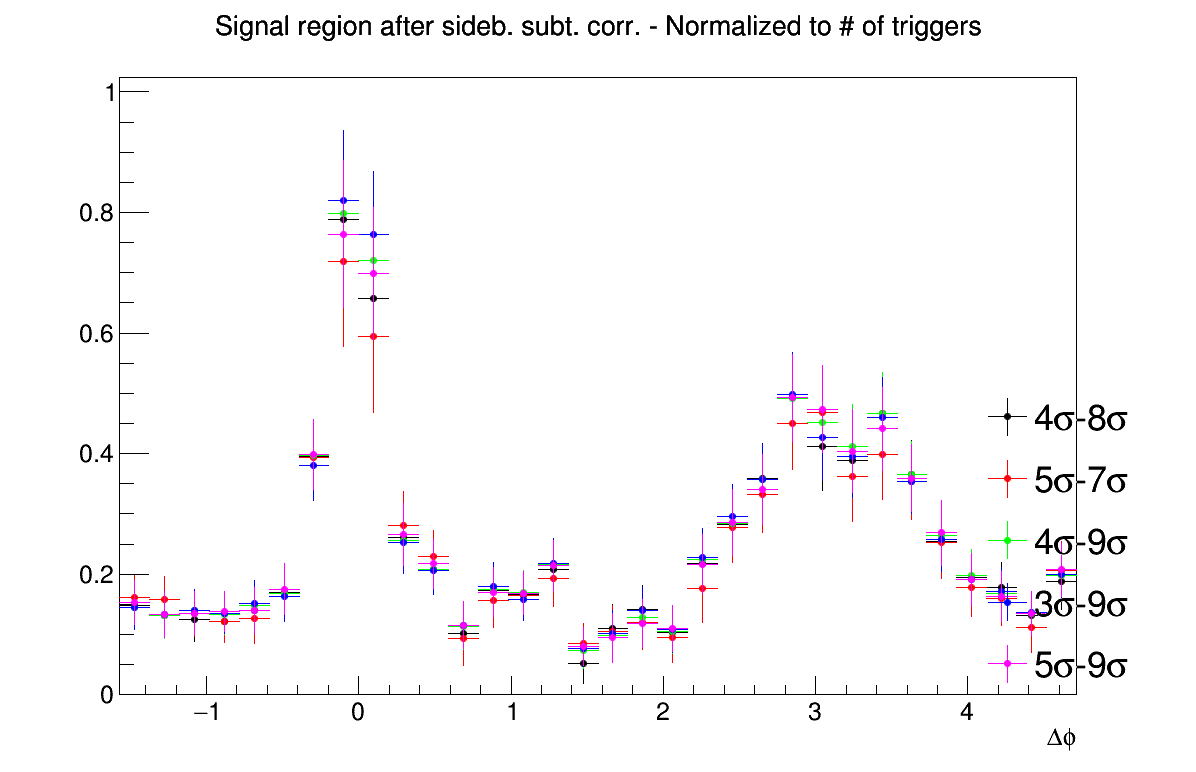 Signal region after sideb. subt. corr. - Normalized to # of triggers
1
0.8
0.6
0.4
0.2
0
4σ-8σ
5σ-7σ
4σ-9σ
3σ-9σ
5σ-9σ
−1 0 1 2 3 4
Δϕ